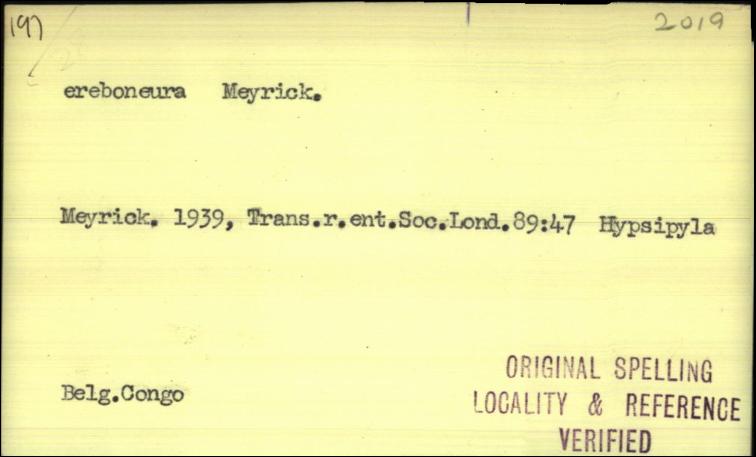 197
2019
ereboneura Meyrick.
Meyrick. 1939, Trans.r.ent.Soc.Lond.89:47 Hypsipyla
Belg.Congo
ORIGINAL SPELLING
LOCALITY & REFERENCE
VERIFIED